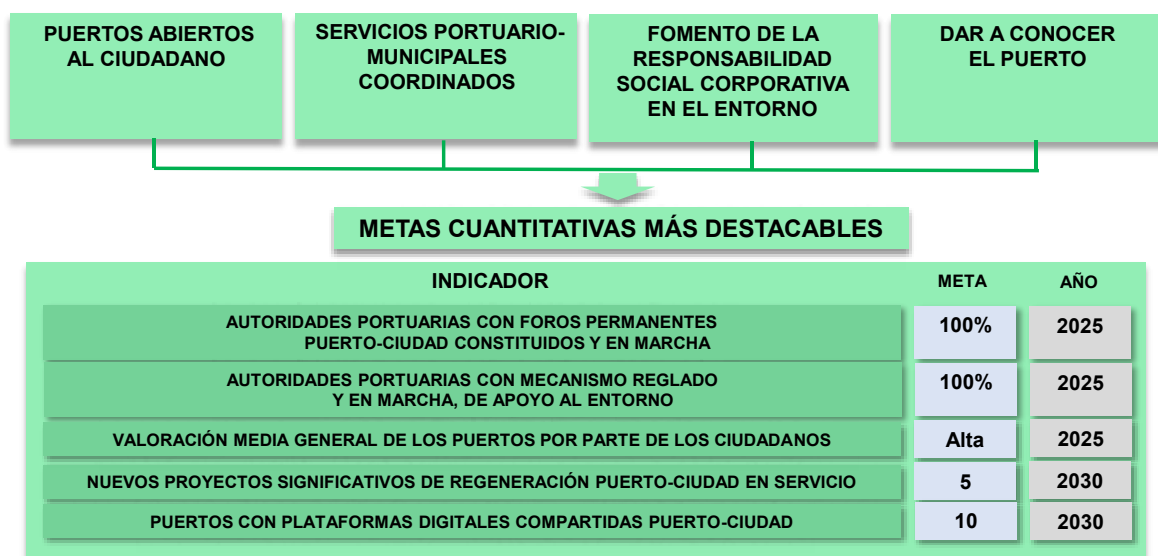 PUERTOS ABIERTOS
AL CIUDADANO
SERVICIOS PORTUARIO-
MUNICIPALES
COORDINADOS
FOMENTO DE LA
RESPONSABILIDAD
SOCIAL CORPORATIVA
EN EL ENTORNO
DAR A CONOCER
EL PUERTO
METAS CUANTITATIVAS MÁS DESTACABLES
INDICADOR META AÑO
AUTORIDADES PORTUARIAS CON FOROS PERMANENTES
PUERTO-CIUDAD CONSTITUIDOS Y EN MARCHA
100% 2025
AUTORIDADES PORTUARIAS CON MECANISMO REGLADO
Y EN MARCHA, DE APOYO AL ENTORNO
100% 2025
VALORACIÓN MEDIA GENERAL DE LOS PUERTOS POR PARTE DE LOS CIUDADANOS Alta 2025
NUEVOS PROYECTOS SIGNIFICATIVOS DE REGENERACIÓN PUERTO-CIUDAD EN SERVICIO 5 2030
PUERTOS CON PLATAFORMAS DIGITALES COMPARTIDAS PUERTO-CIUDAD 10 2030